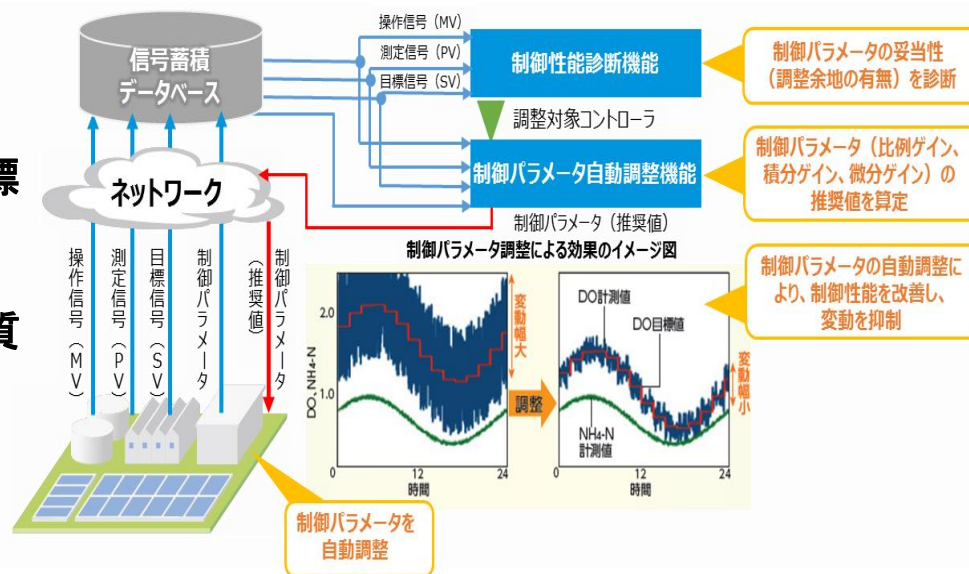 信号蓄積
データベース
ネットワーク
標
質
操作信号（MV）
測定信号（PV）
目標信号（SV）
制御性能診断機能
調整対象コントローラ
制御パラメータ自動調整機能
制御パラメータ（推奨値）
制御パラメータの妥当性
（調整余地の有無）を診断
制御パラメータ（比例ゲイン、
積分ゲイン、微分ゲイン）の
推奨値を算定
制御パラメータの自動調整に
より、制御性能を改善し、
変動を抑制
操作信号（MV）
測定信号（PV）
目標信号（SV）
制御パラメータ
制御パラメータ
（推奨値）
制御パラメータ調整による効果のイメージ図
DO、NH4-N
2.0
1.0
0
12
24
時間
変動幅大
調整
DO計測値
DO目標値
NH4-N
計測値
変動幅小
0
12
24
時間
制御パラメータを
自動調整